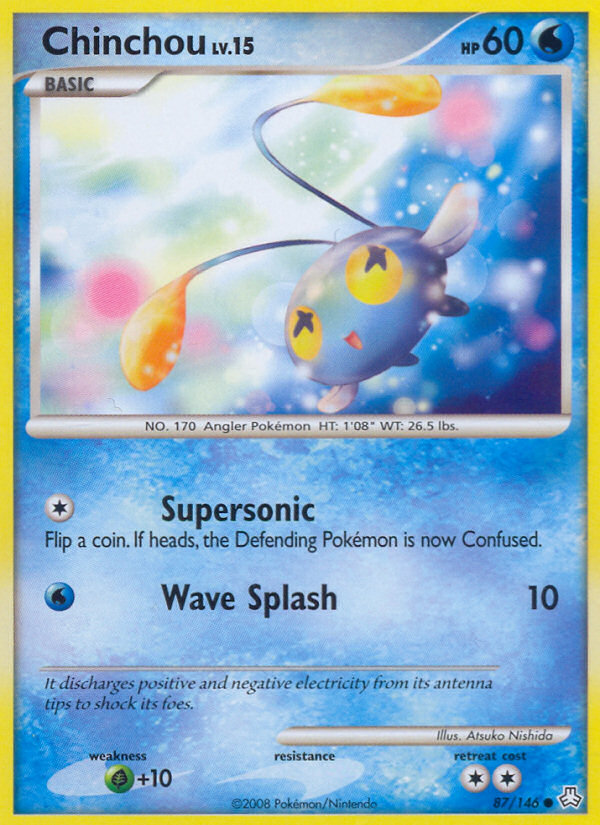 Chinchou LV.15 HP 60
BASIC
NO. 170 Angler Pokémon HT: 1'08" WT: 26.5 lbs.
Supersonic
Flip a coin. If heads, the Defending Pokémon is now Confused.
Wave Splash 10
It discharges positive and negative electricity from its antenna
tips to shock its foes.
Illus. Atsuko Nishida
weakness resistance retreat cost
+10
©2008 Pokémon/Nintendo 87/146